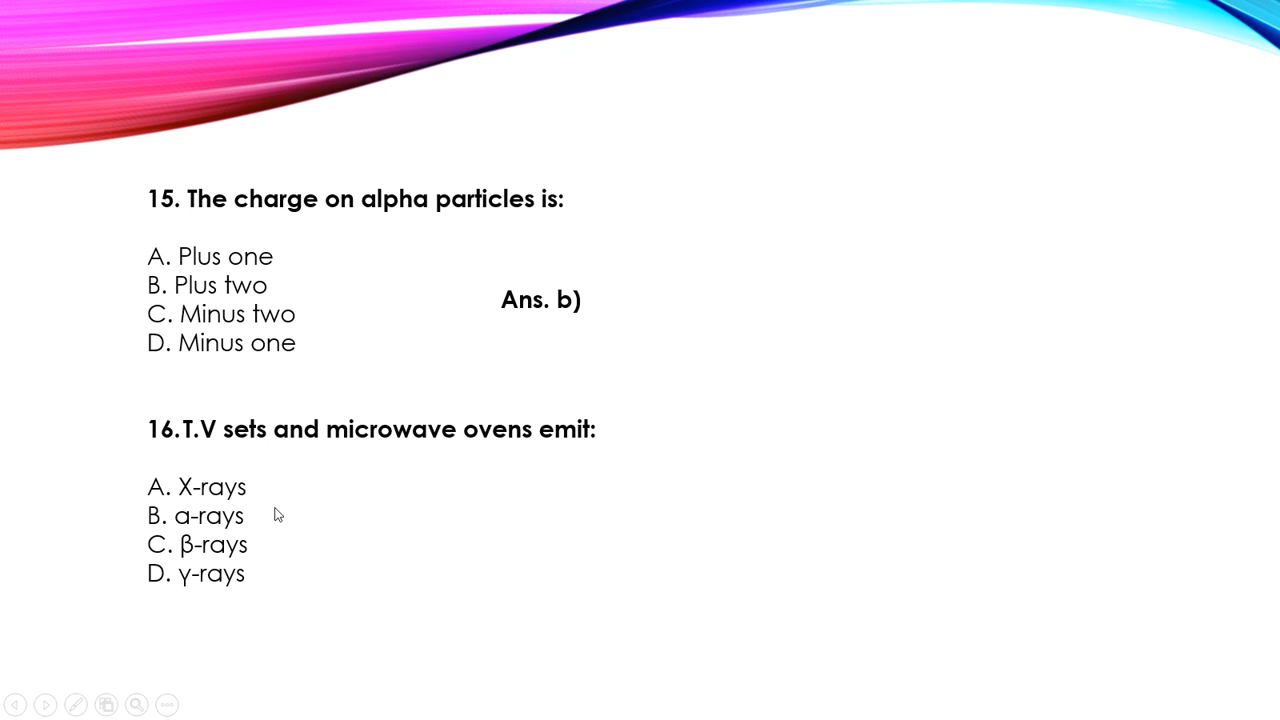 15. The charge on alpha particles is:
A. Plus one
B. Plus two
C. Minus two
D. Minus one
Ans. b)
16.T.V sets and microwave ovens emit:
A. X-rays
B. α-rays
C. β-rays
D. γ-rays